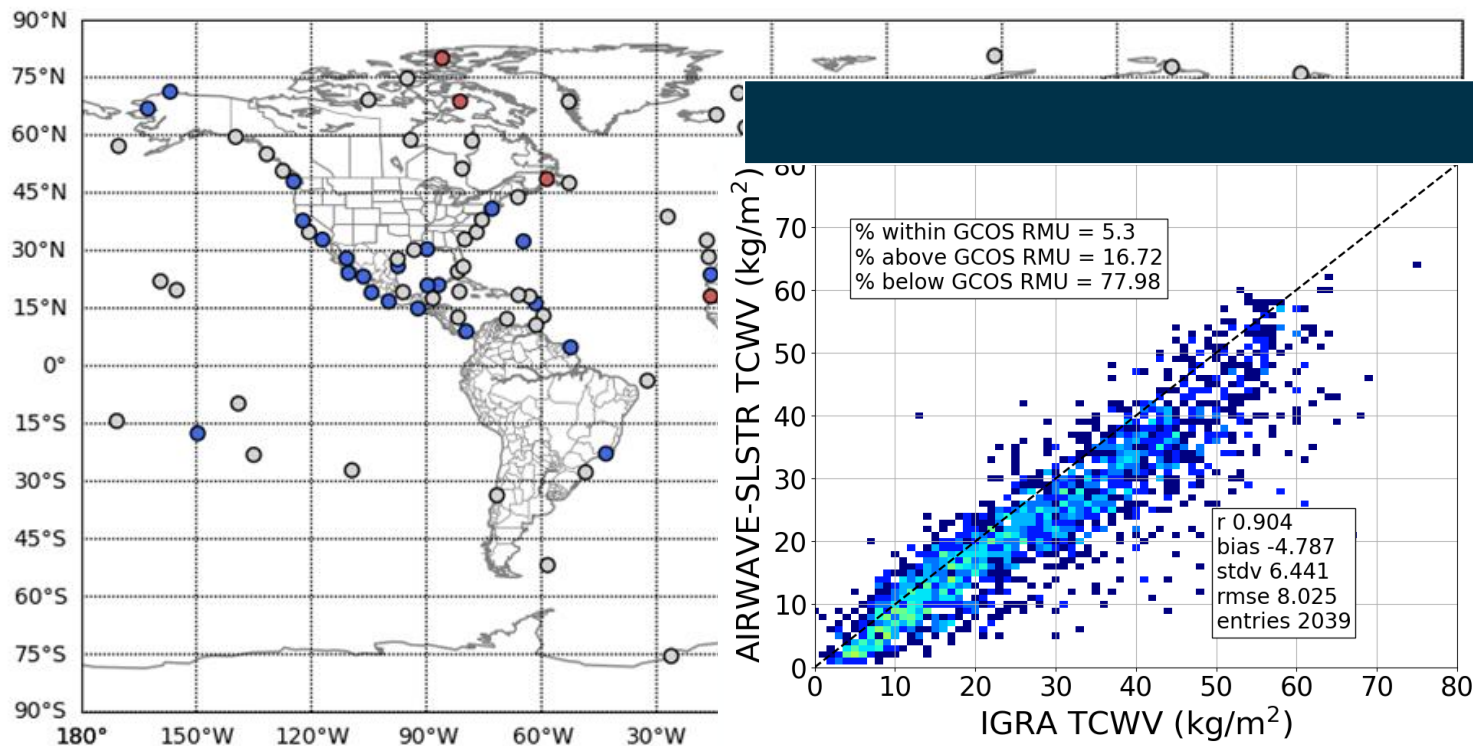 90°N
75°N
60°N
45°N
30°N
15°N
0°
15°S
30°S
45°S
60°S
75°S
90°S
180°
150°W
120°W
90°W
60°W
30°W
AIRWAVE-SLSTR TCWV (kg/m²)
80
70
60
50
40
30
20
10
0
% within GCOS RMU = 5.3
% above GCOS RMU = 16.72
% below GCOS RMU = 77.98
r 0.904
bias -4.787
stdv 6.441
rmse 8.025
entries 2039
0 10 20 30 40 50 60 70 80
IGRA TCWV (kg/m²)